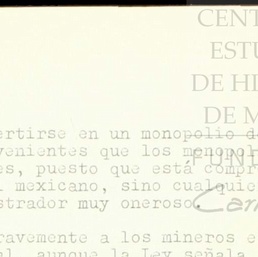 CENT
ESTU
DE HI
DE M
ertirse en un monopolio d
venientes que los monopol
es, puesto que está compr
l mexicano, sino cualquie
strador muy oneroso.
FUND
Car
ravemente a los mineros e
al, aunque la Ley señala